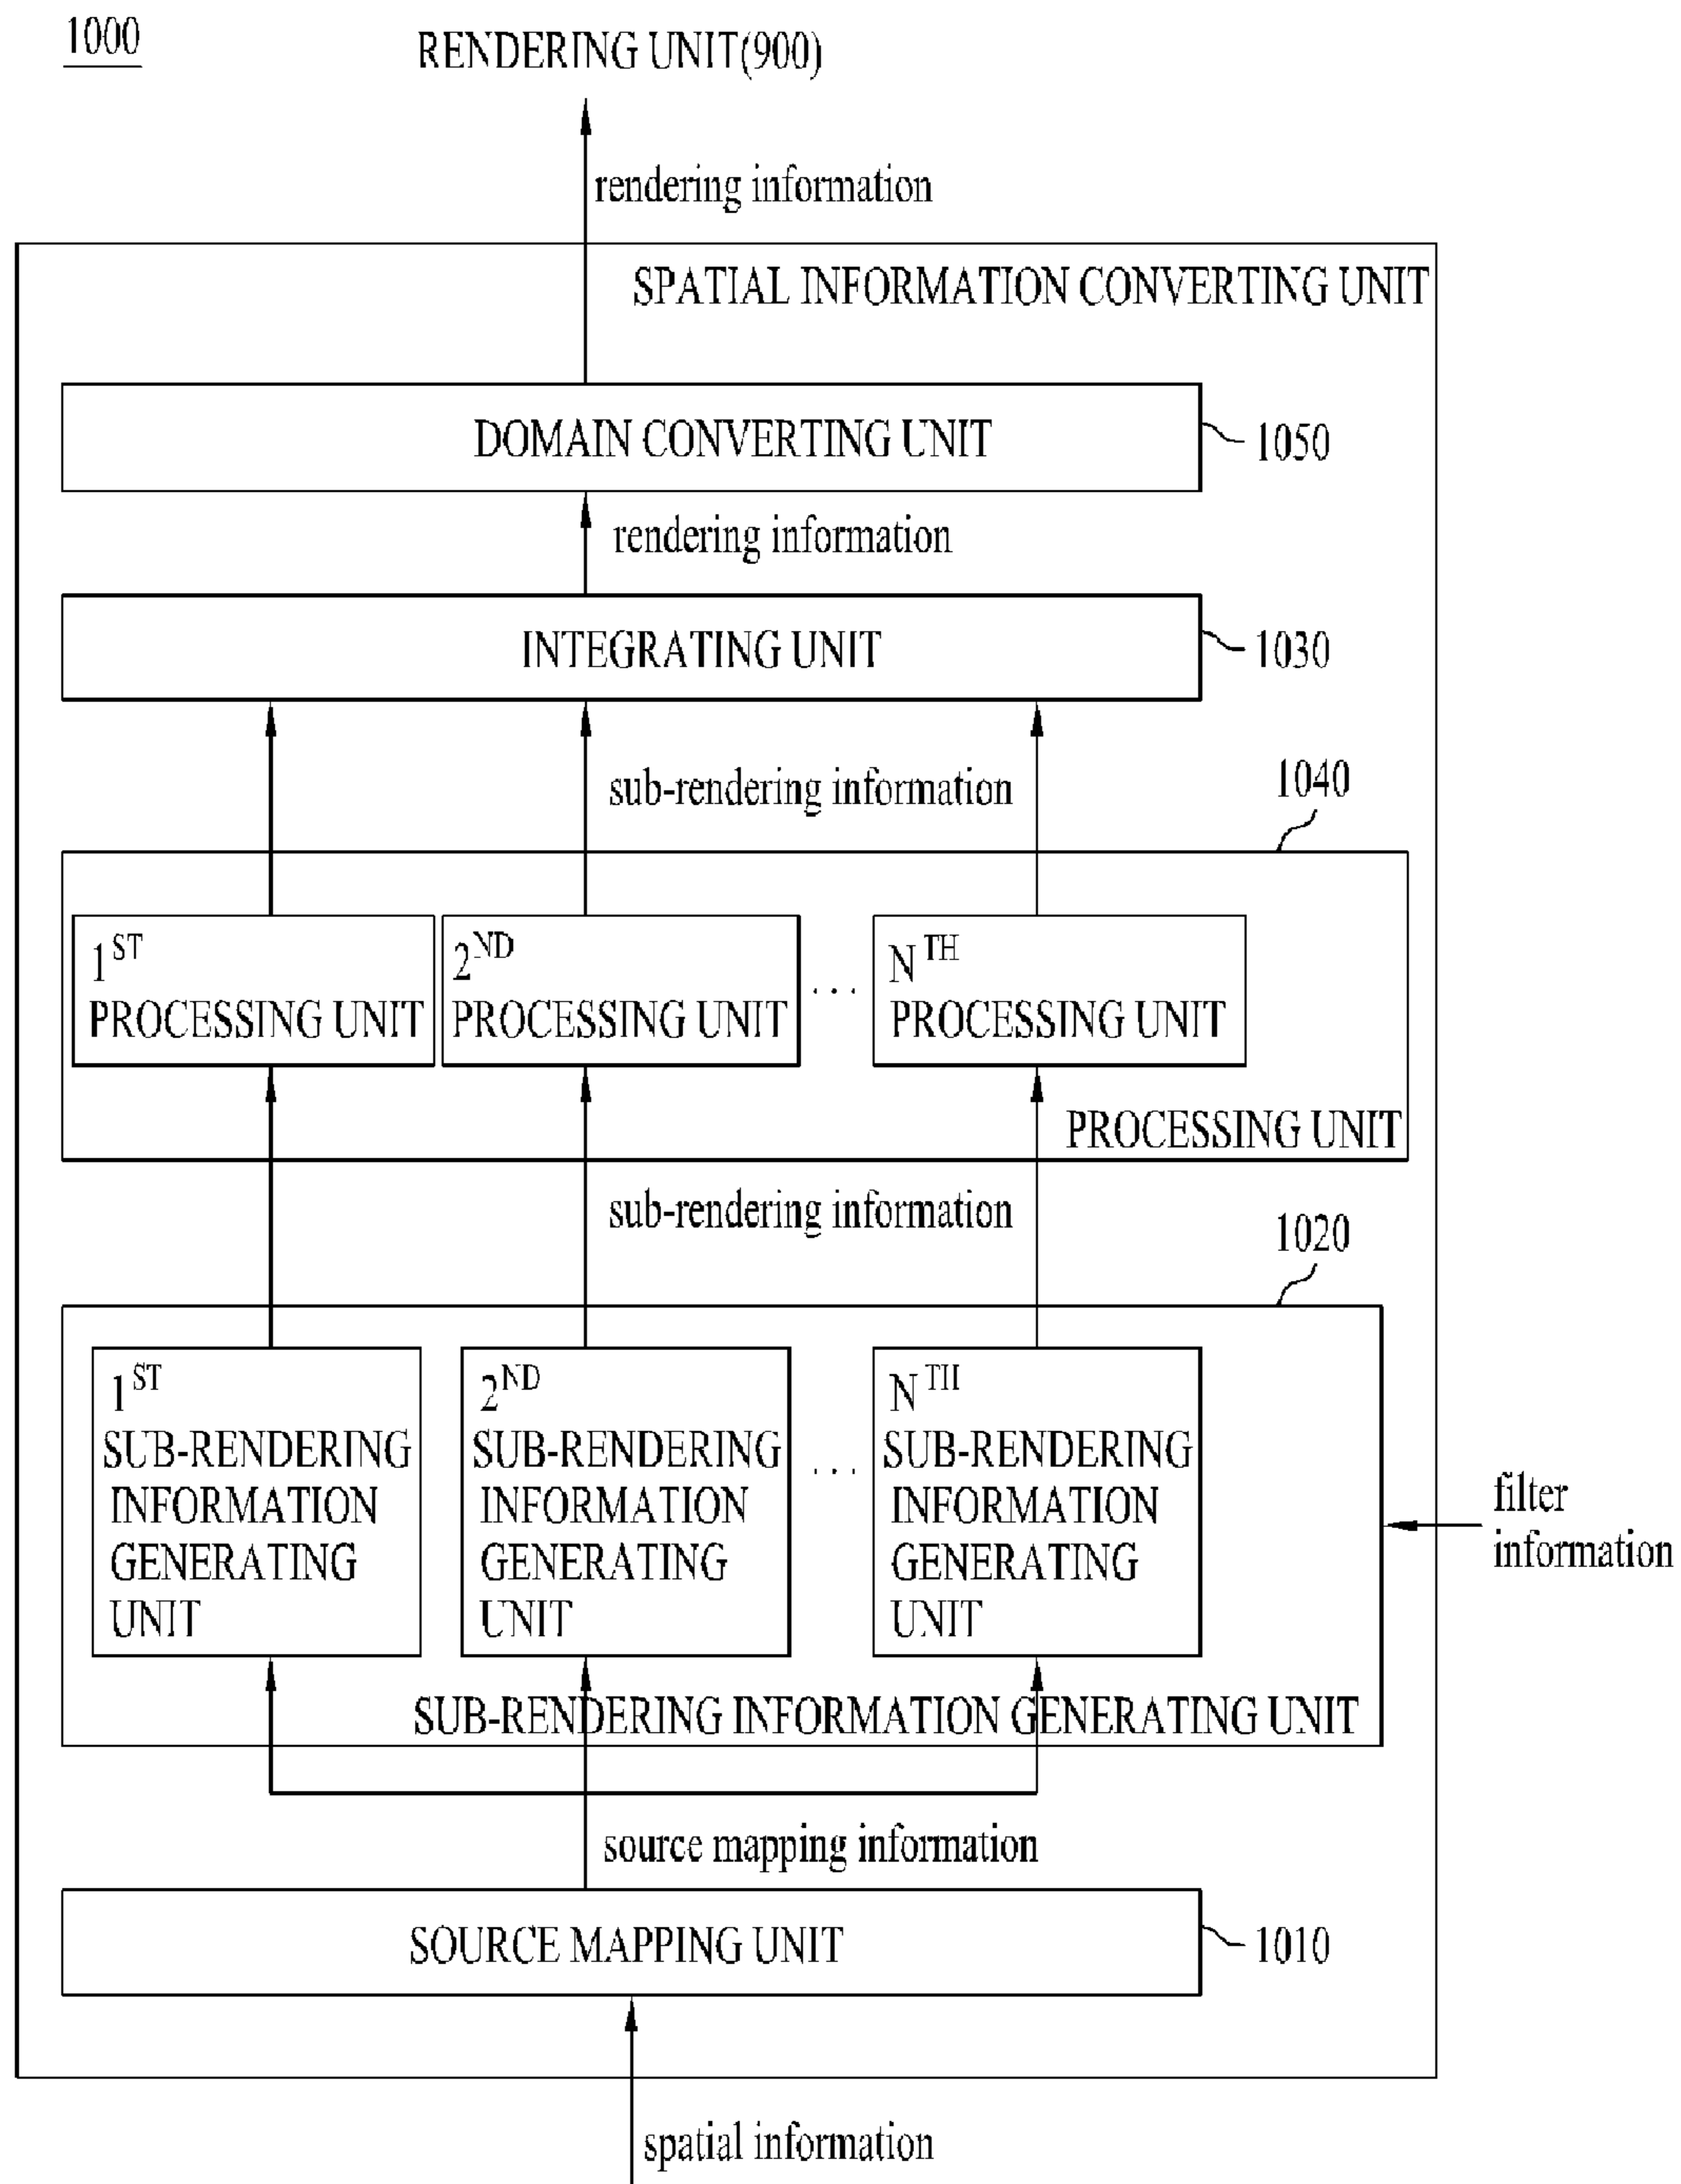 1000
RENDERING UNIT(900)
rendering information
SPATIAL INFORMATION CONVERTING UNIT
DOMAIN CONVERTING UNIT
1050
rendering information
INTEGRATING UNIT
1030
sub-rendering information
1040
1ST
PROCESSING UNIT
2ND
PROCESSING UNIT
...
NTH
PROCESSING UNIT
PROCESSING UNIT
sub-rendering information
1020
1ST
SUB-RENDERING
INFORMATION
GENERATING
UNIT
2ND
SUB-RENDERING
INFORMATION
GENERATING
UNIT
...
NTH
SUB-RENDERING
INFORMATION
GENERATING
UNIT
filter
information
SUB-RENDERING INFORMATION GENERATING UNIT
source mapping information
SOURCE MAPPING UNIT
1010
spatial information